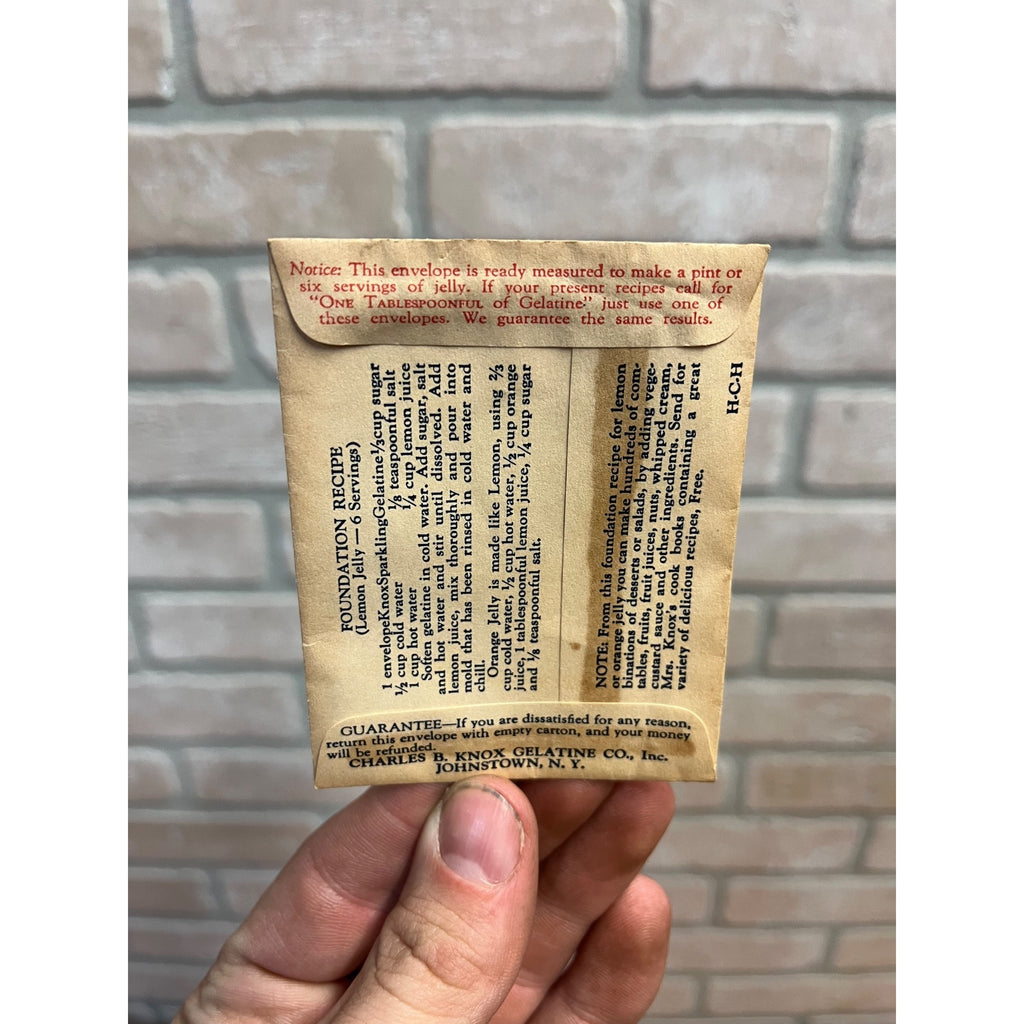 Notice: This envelope is ready measured to make a pint or
six servings of jelly. If your present recipes call for
"ONE TABLESPOONFUL of Gelatine" just use one of
these envelopes. We guarantee the same results.
FOUNDATION RECIPE
(Lemon Jelly — 6 Servings)
1 envelope Knox Sparkling Gelatine ⅓ cup sugar
½ cup cold water ⅛ teaspoonful salt
1 cup hot water ¼ cup lemon juice
Soften gelatine in cold water. Add sugar, salt
and hot water and stir until dissolved. Add
lemon juice, mix thoroughly and pour into
mold that has been rinsed in cold water and
chill.
Orange Jelly is made like Lemon, using ⅔
cup cold water, ½ cup hot water, ½ cup orange
juice, 1 tablespoonful lemon juice, ¼ cup sugar
and ⅛ teaspoonful salt.
NOTE: From this foundation recipe for lemon
or orange jelly you can make hundreds of com-
binations of desserts or salads, by adding vege-
tables, fruits, fruit juices, nuts, whipped cream,
custard sauce and other ingredients. Send for
Mrs. Knox's cook books containing a great
variety of delicious recipes, Free.
H-C-H
GUARANTEE—If you are dissatisfied for any reason,
return this envelope with empty carton, and your money
will be refunded.
CHARLES B. KNOX GELATINE CO., Inc.
JOHNSTOWN, N. Y.